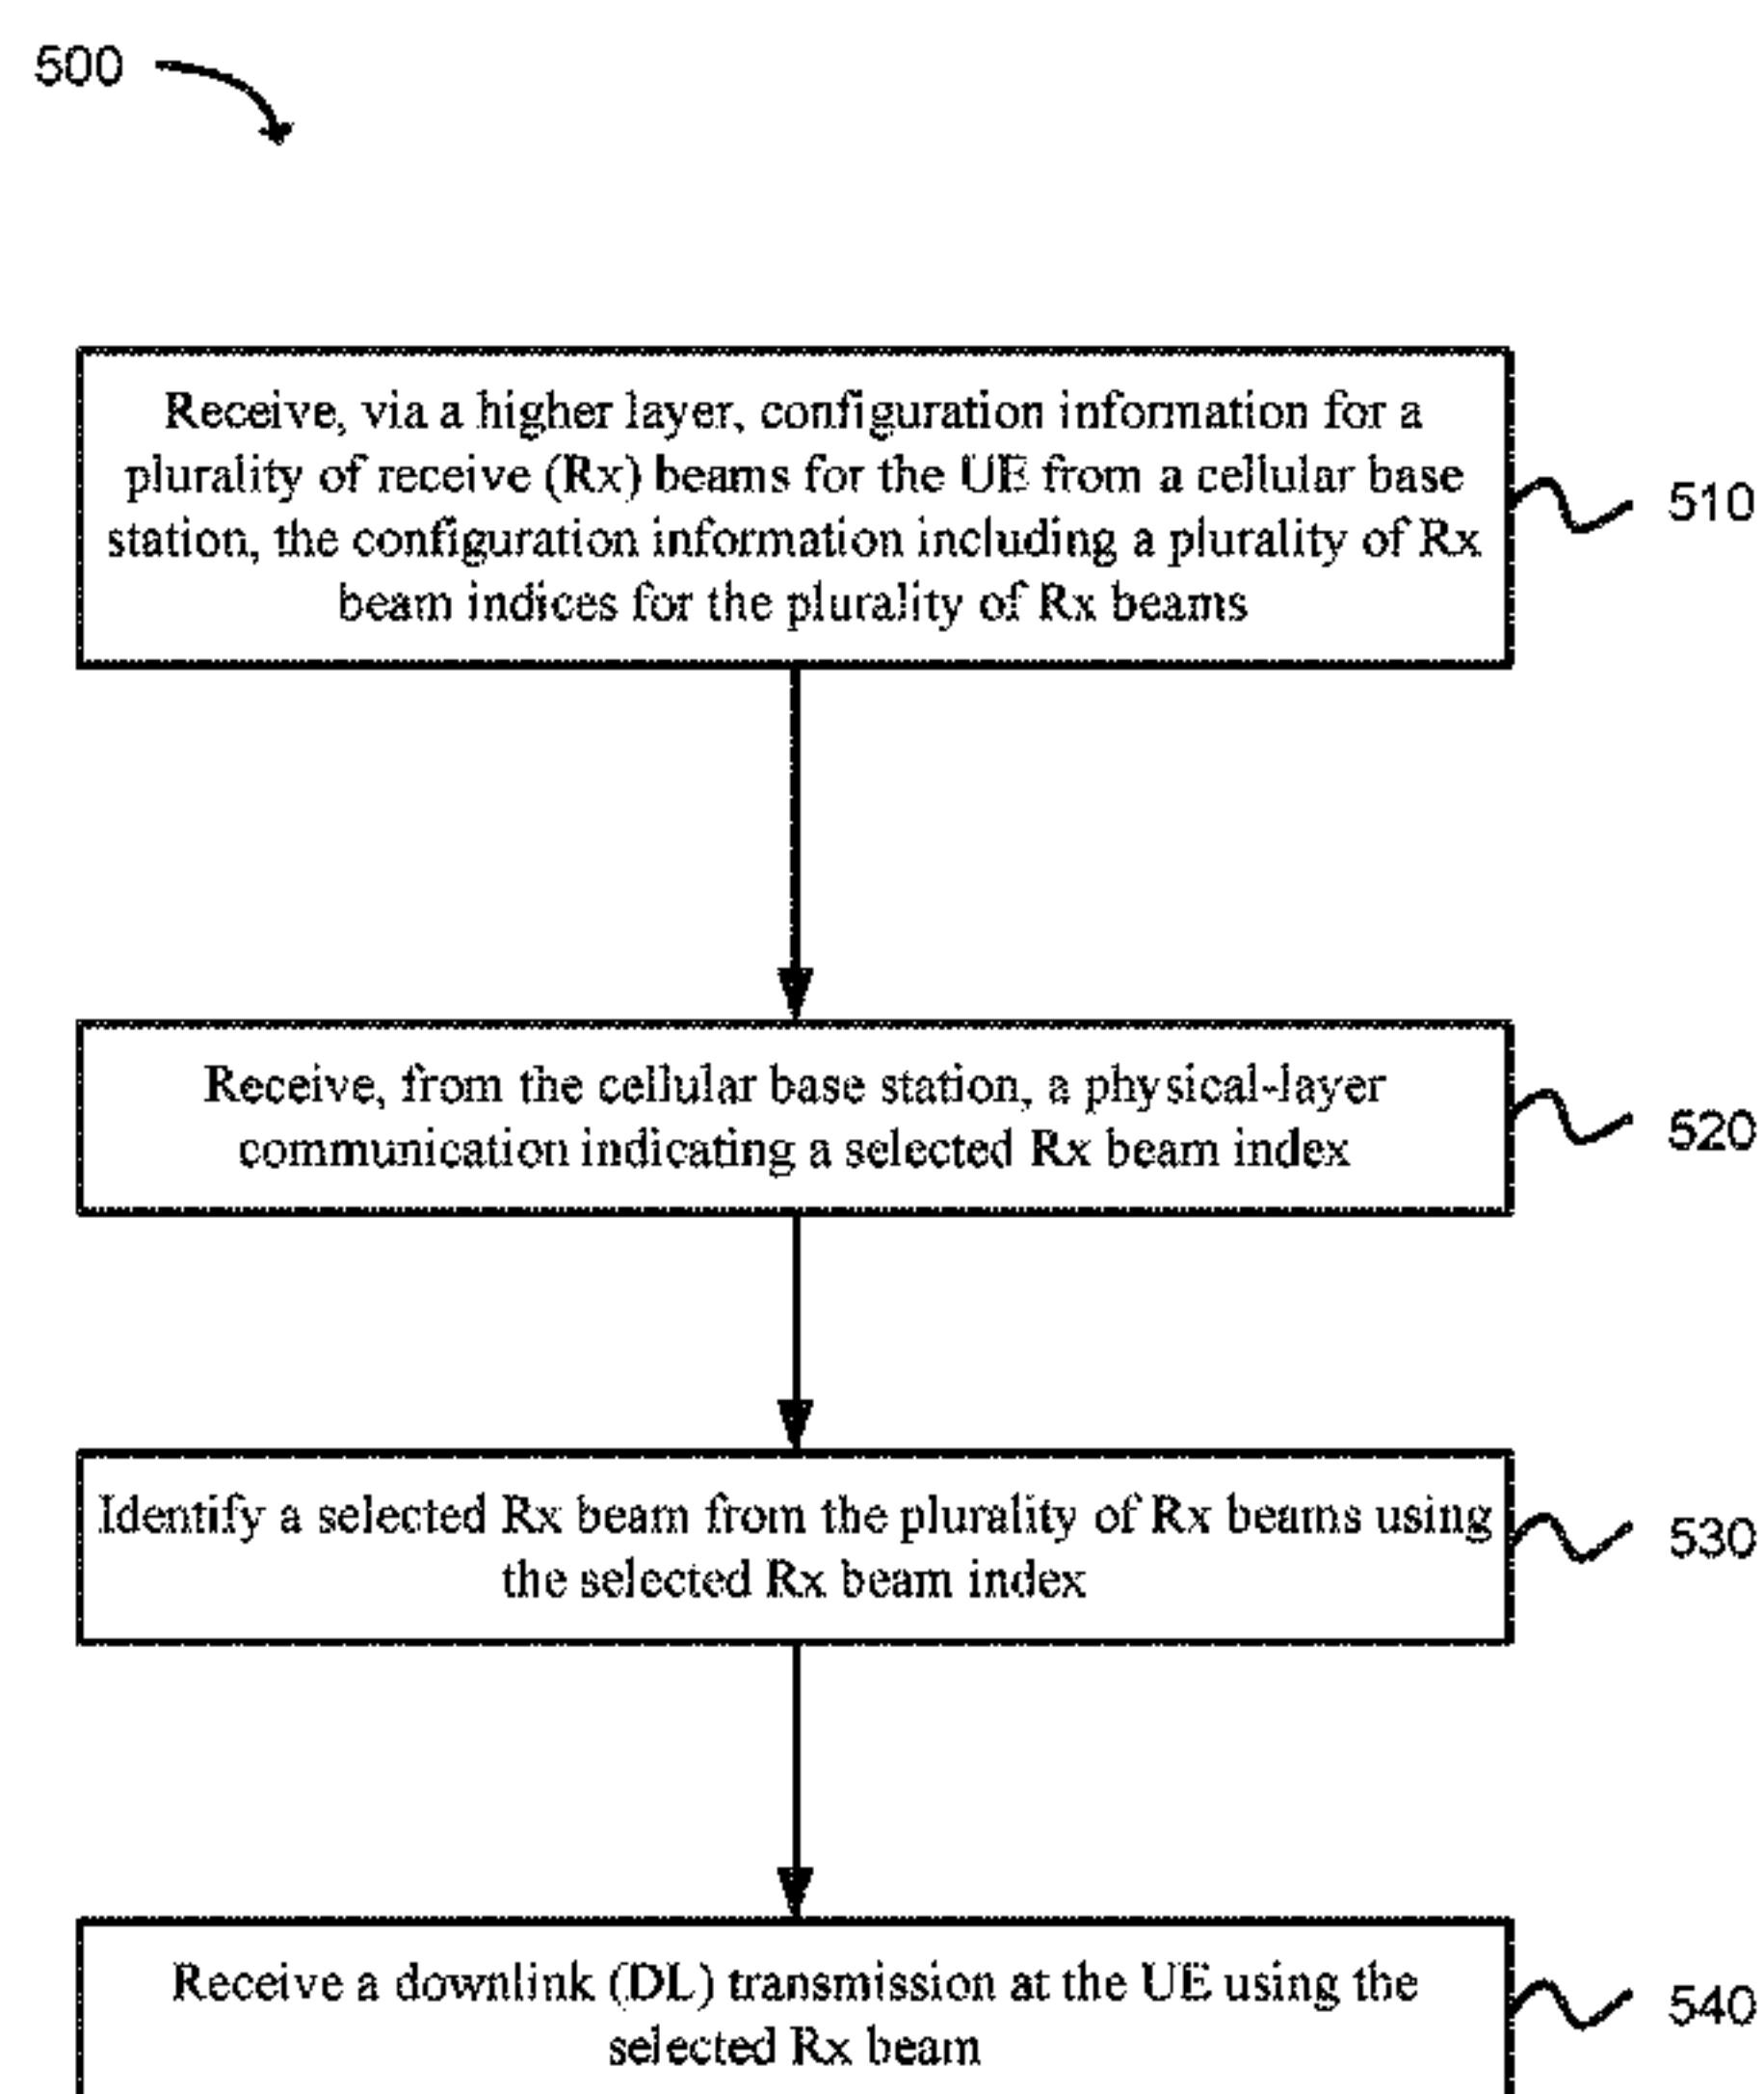 500
Receive, via a higher layer, configuration information for a
plurality of receive (Rx) beams for the UE from a cellular base
station, the configuration information including a plurality of Rx
beam indices for the plurality of Rx beams
510
Receive, from the cellular base station, a physical-layer
communication indicating a selected Rx beam index
520
Identify a selected Rx beam from the plurality of Rx beams using
the selected Rx beam index
530
Receive a downlink (DL) transmission at the UE using the
selected Rx beam
540